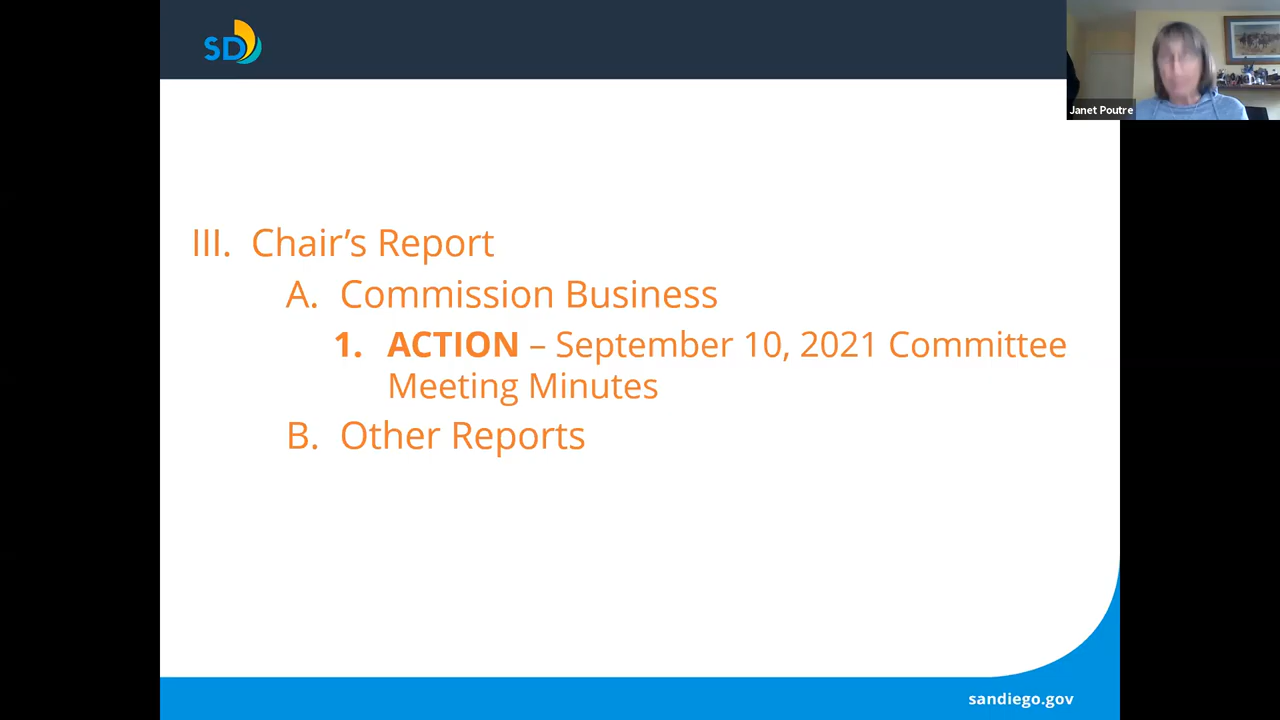 SD
Janet Poutre
III. Chair's Report
A. Commission Business
1. ACTION – September 10, 2021 Committee
Meeting Minutes
B. Other Reports
sandiego.gov